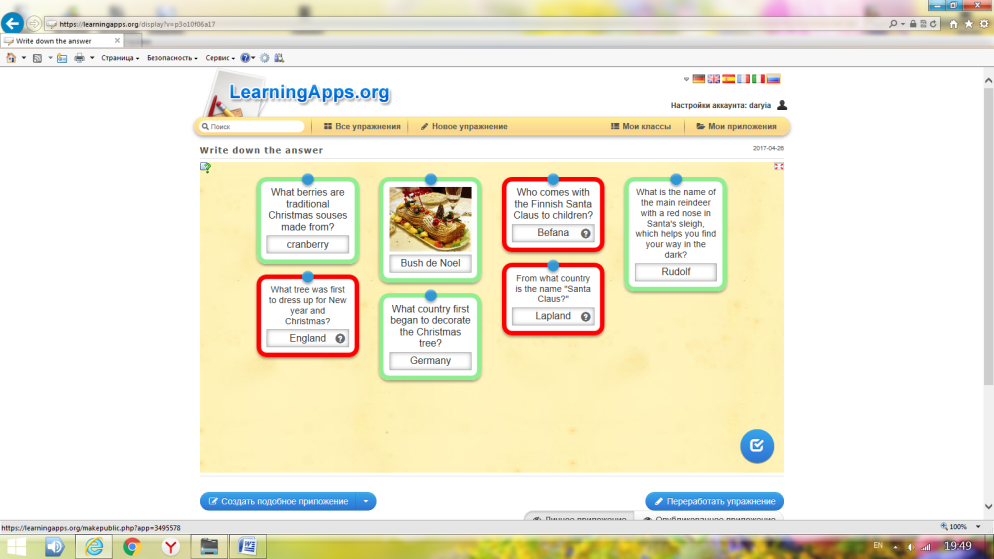 https://learningapps.org/display?v=p3o10f06a17
Write down the answer
Страница
Безопасность
Сервис
LearningApps.org
Настройки аккаунта: daryia
Поиск
Все упражнения
Новое упражнение
Мои классы
Мои приложения
Write down the answer
2017-04-26
What berries are
traditional
Christmas souses
made from?
cranberry
Bush de Noel
Who comes with
the Finnish Santa
Claus to children?
Befana
What is the name of
the main reindeer
with a red nose in
Santa's sleigh,
which helps you find
your way in the
dark?
Rudolf
What tree was first
to dress up for New
year and
Christmas?
England
What country first
began to decorate
the Christmas
tree?
Germany
From what country
is the name "Santa
Claus?"
Lapland
Создать подобное приложение
Переработать упражнение
Личное приложение
Опубликованное приложение
https://learningapps.org/makepublic.php?app=3495578
100%
EN
19:49